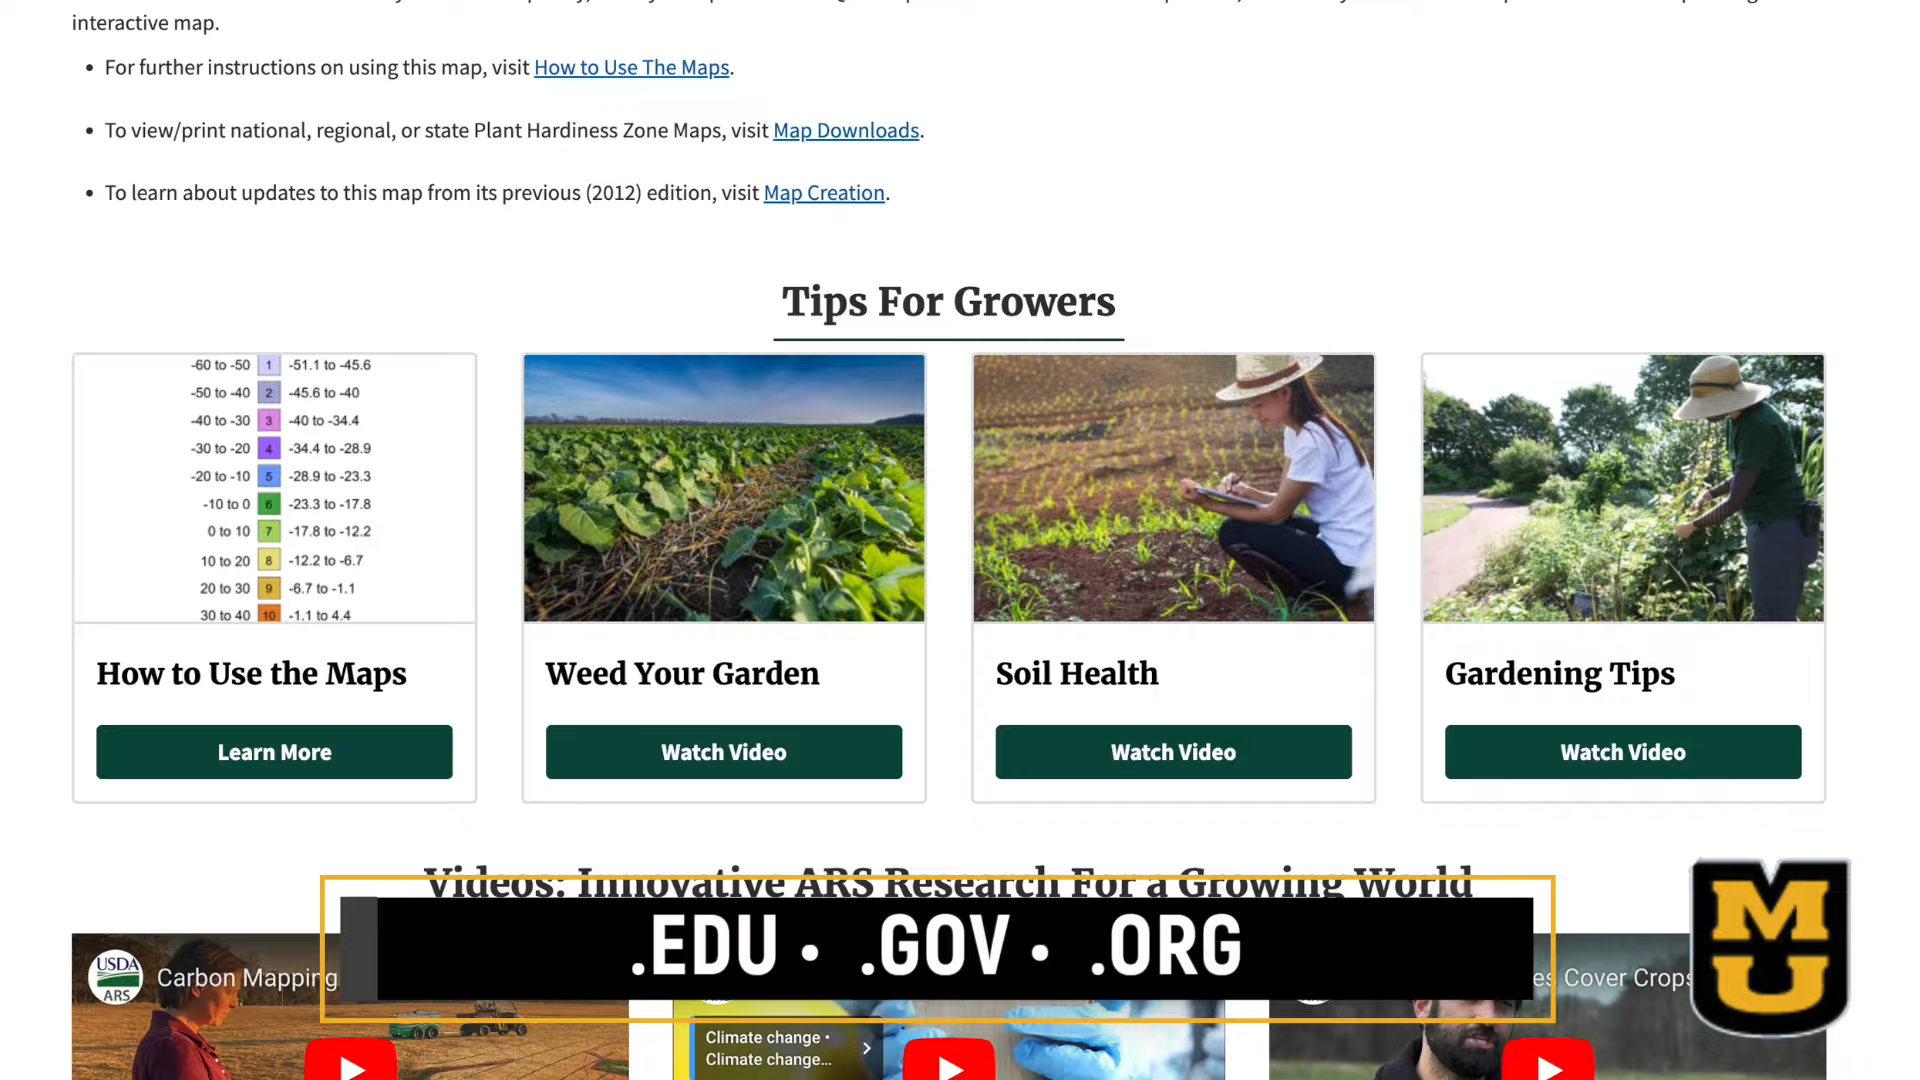 interactive map.
• For further instructions on using this map, visit How to Use The Maps.
• To view/print national, regional, or state Plant Hardiness Zone Maps, visit Map Downloads.
• To learn about updates to this map from its previous (2012) edition, visit Map Creation.
Tips For Growers
-60 to -50 1 -51.1 to -45.6
-50 to -40 2 -45.6 to -40
-40 to -30 3 -40 to -34.4
-30 to -20 4 -34.4 to -28.9
-20 to -10 5 -28.9 to -23.3
-10 to 0 6 -23.3 to -17.8
0 to 10 7 -17.8 to -12.2
10 to 20 8 -12.2 to -6.7
20 to 30 9 -6.7 to -1.1
30 to 40 10 -1.1 to 4.4
How to Use the Maps
Weed Your Garden
Soil Health
Gardening Tips
Learn More
Watch Video
Watch Video
Watch Video
Videos: Innovative ARS Research For a Growing World
.EDU • .GOV • .ORG
USDA
ARS
Carbon Mapping
Cover Crops
Climate change •
Climate change...
MU